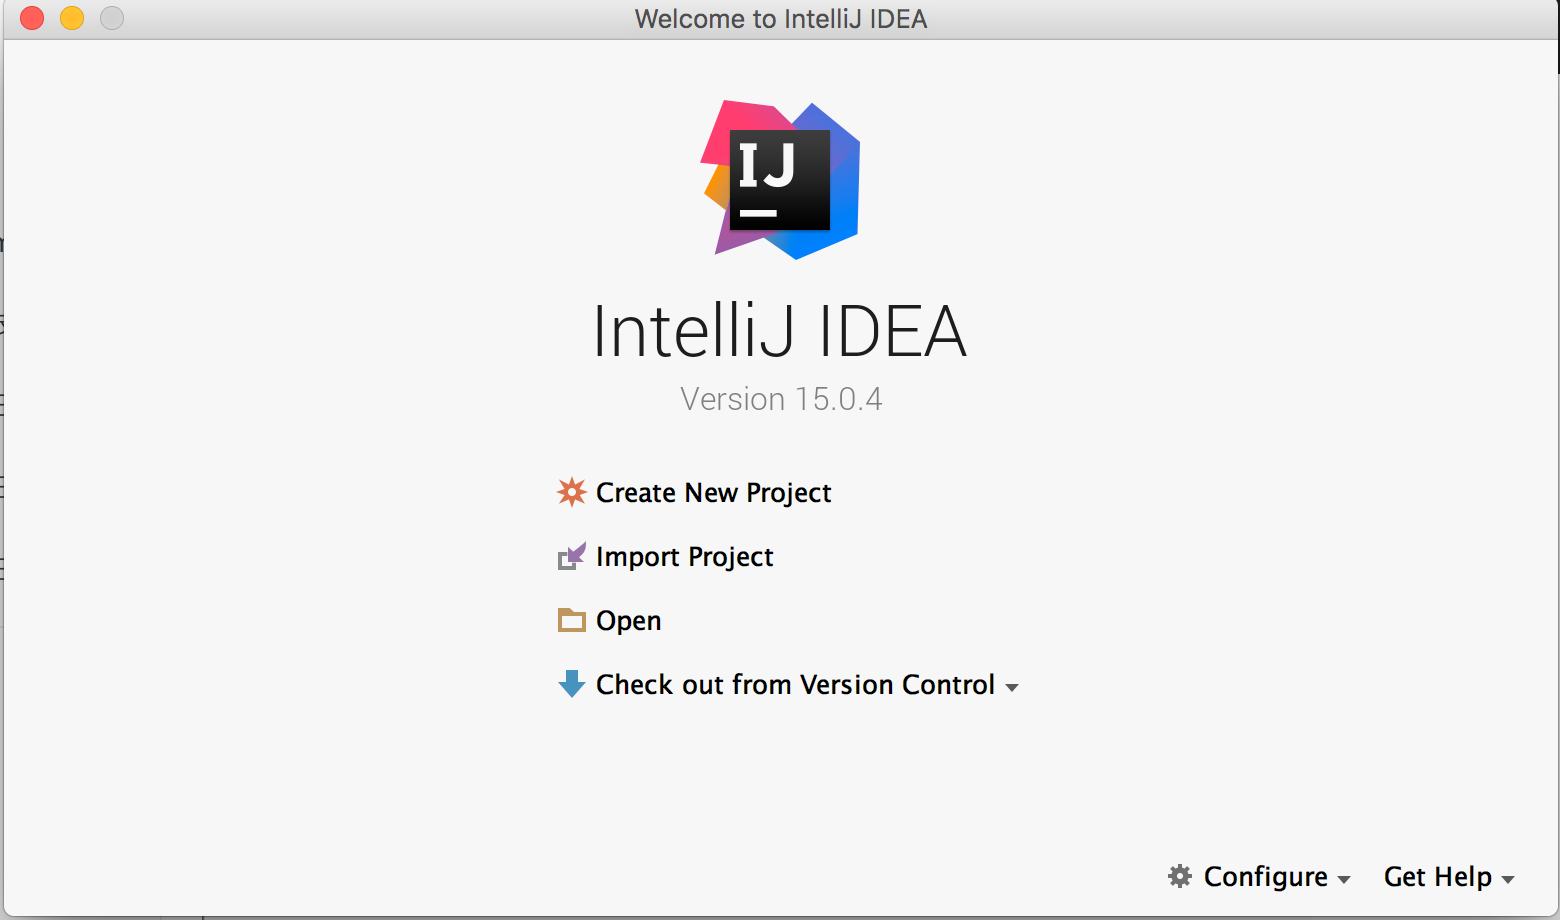 Welcome to IntelliJ IDEA
IJ
IntelliJ IDEA
Version 15.0.4
Create New Project
Import Project
Open
Check out from Version Control
Configure
Get Help